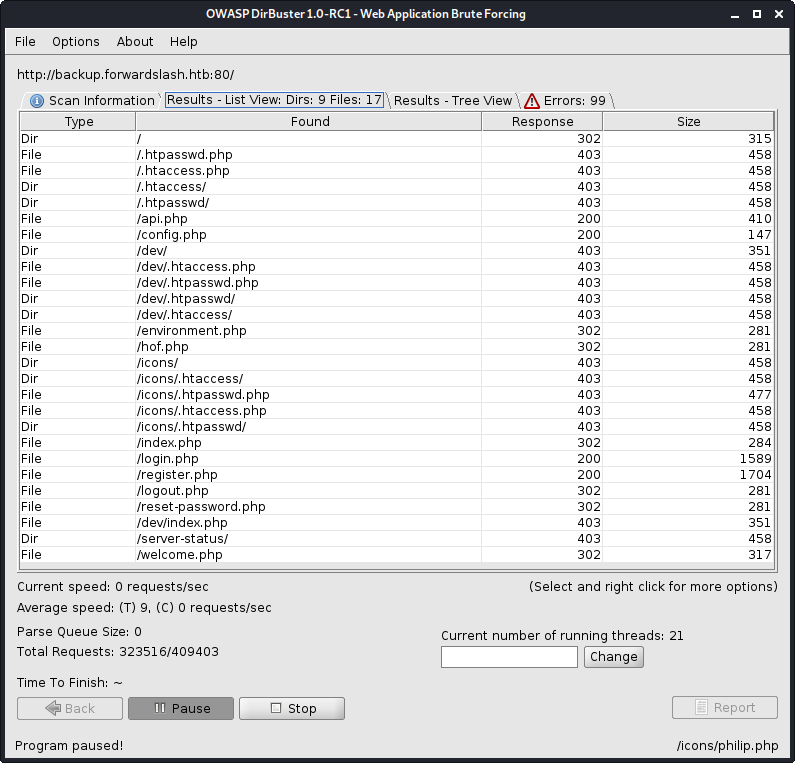 OWASP DirBuster 1.0-RC1 - Web Application Brute Forcing
File Options About Help
http://backup.forwardslash.htb:80/
Scan Information Results - List View: Dirs: 9 Files: 17 Results - Tree View Errors: 99
Type Found Response Size
Dir / 302 315
File /.htpasswd.php 403 458
File /.htaccess.php 403 458
Dir /.htaccess/ 403 458
Dir /.htpasswd/ 403 458
File /api.php 200 410
File /config.php 200 147
Dir /dev/ 403 351
File /dev/.htaccess.php 403 458
File /dev/.htpasswd.php 403 458
Dir /dev/.htpasswd/ 403 458
Dir /dev/.htaccess/ 403 458
File /environment.php 302 281
File /hof.php 302 281
Dir /icons/ 403 458
Dir /icons/.htaccess/ 403 458
File /icons/.htpasswd.php 403 477
File /icons/.htaccess.php 403 458
Dir /icons/.htpasswd/ 403 458
File /index.php 302 284
File /login.php 200 1589
File /register.php 200 1704
File /logout.php 302 281
File /reset-password.php 302 281
File /dev/index.php 403 351
Dir /server-status/ 403 458
File /welcome.php 302 317
Current speed: 0 requests/sec (Select and right click for more options)
Average speed: (T) 9, (C) 0 requests/sec
Parse Queue Size: 0 Current number of running threads: 21
Total Requests: 323516/409403 Change
Time To Finish: ~
Back Pause Stop Report
Program paused! /icons/philip.php